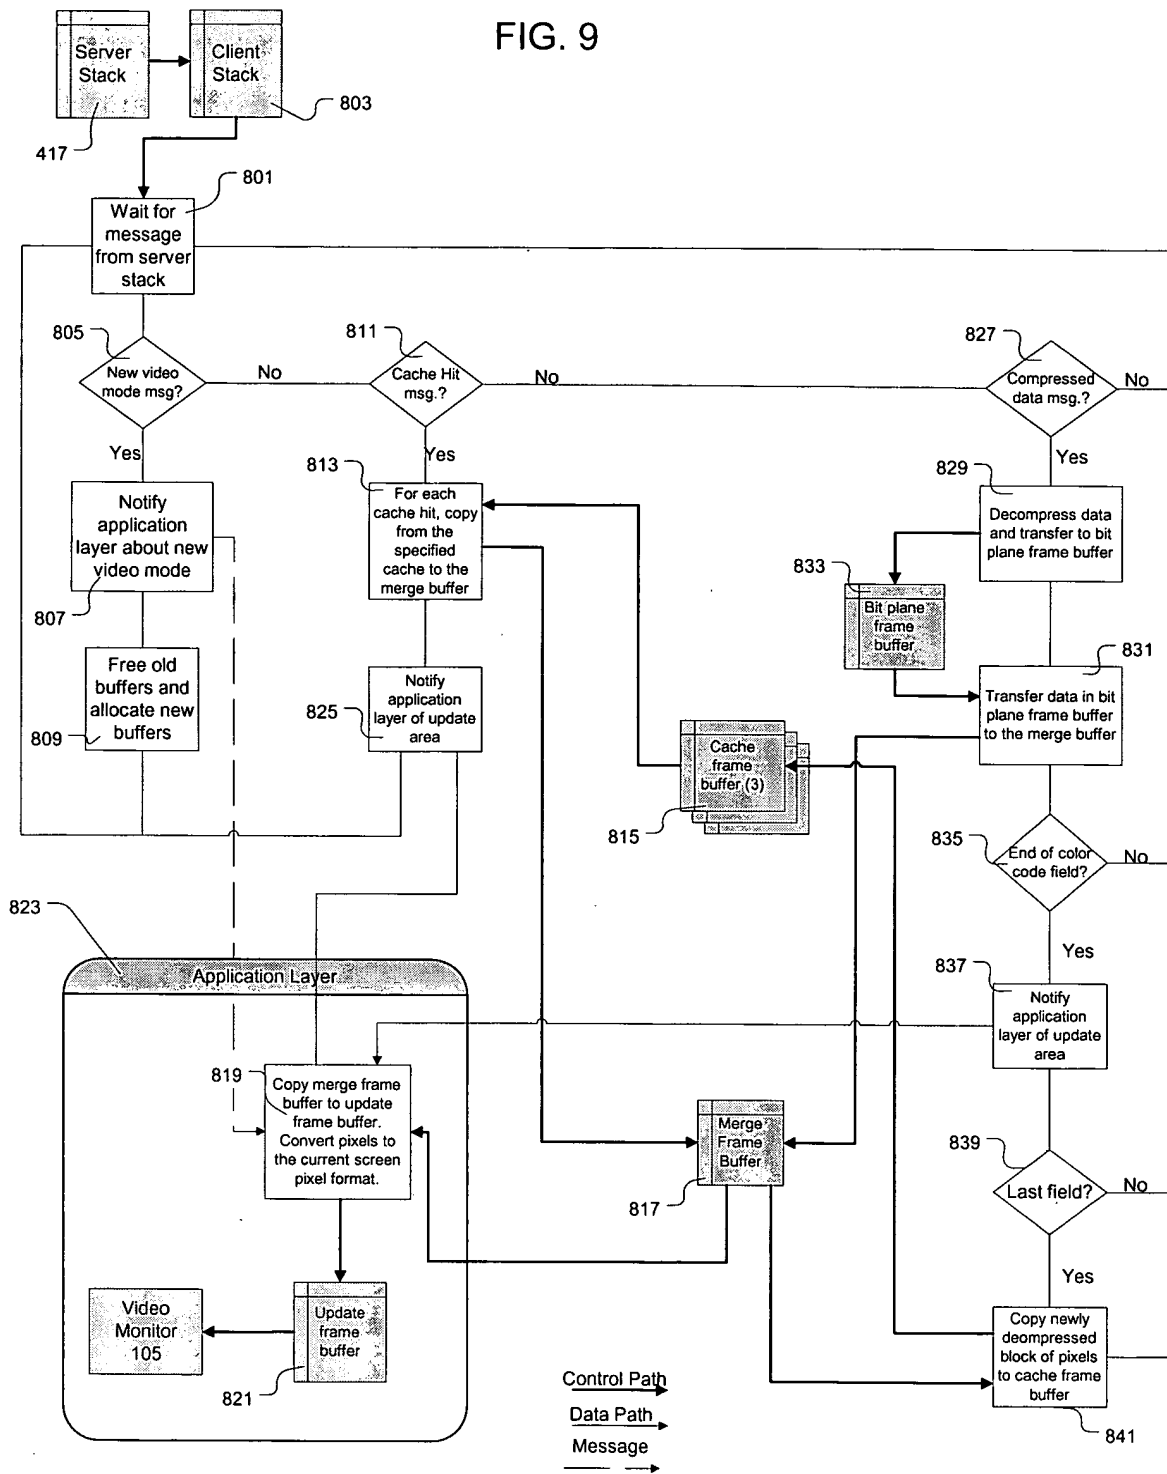 FIG. 9
Server
Stack
Client
Stack
417
803
801
Wait for
message
from server
stack
805
New video
mode msg?
No
811
Cache Hit
msg.?
No
827
Compressed
data msg.?
No
Yes
Yes
Yes
Notify
application
layer about new
video mode
807
813
For each
cache hit, copy
from the
specified
cache to the
merge buffer
829
Decompress data
and transfer to bit
plane frame buffer
833
Bit plane
frame
buffer
831
Transfer data in bit
plane frame buffer
to the merge buffer
Free old
buffers and
allocate new
buffers
809
825
Notify
application
layer of update
area
Cache
frame
buffer (3)
815
835
End of color
code field?
No
Yes
823
Application Layer
837
Notify
application
layer of update
area
819
Copy merge frame
buffer to update
frame buffer.
Convert pixels to
the current screen
pixel format.
Merge
Frame
Buffer
817
839
Last field?
No
Yes
Video
Monitor
105
Update
frame
buffer
821
Copy newly
deompressed
block of pixels
to cache frame
buffer
841
Control Path
Data Path
Message